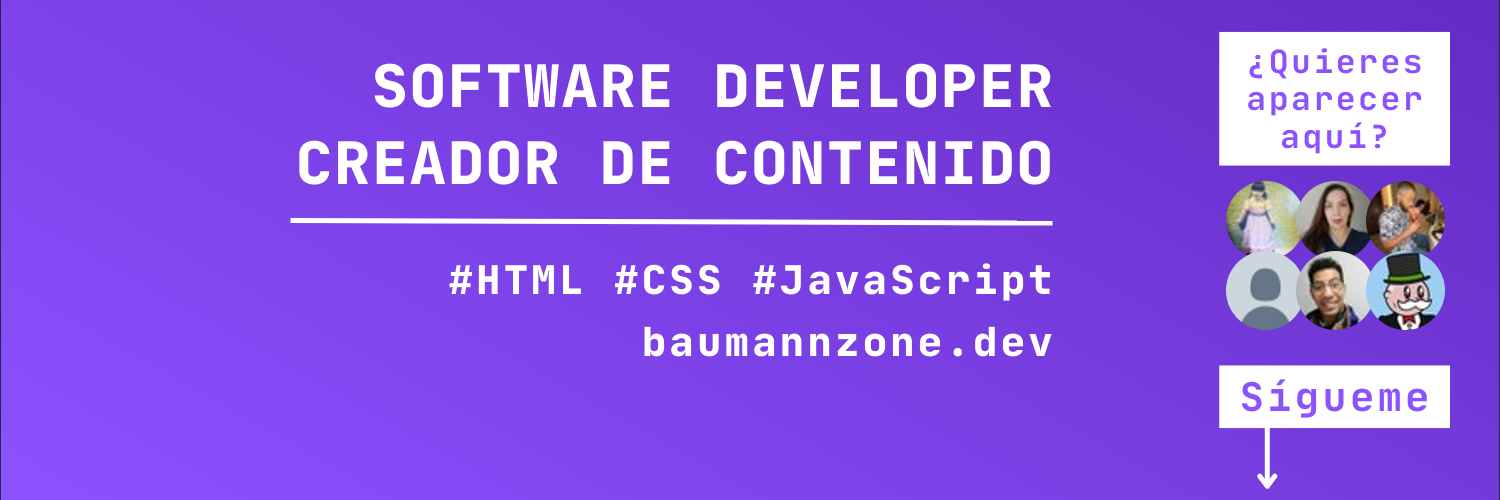 SOFTWARE DEVELOPER
CREADOR DE CONTENIDO
#HTML #CSS #JavaScript
baumannzone.dev
¿Quieres
aparecer
aquí?
Sígueme